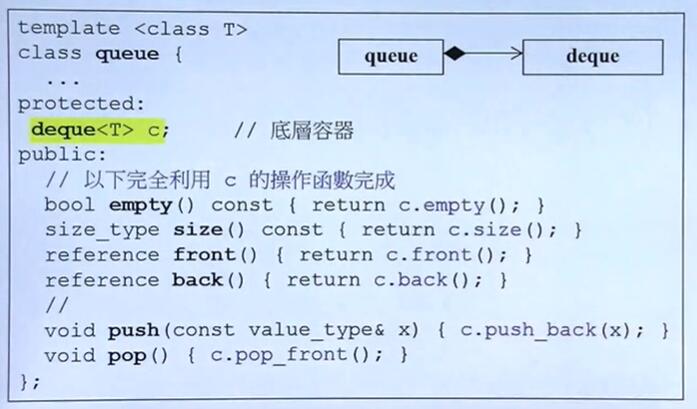 template <class T>
class queue {
queue
deque
...
protected:
deque<T> c; // 底層容器
public:
// 以下完全利用 c 的操作函數完成
bool empty() const { return c.empty(); }
size_type size() const { return c.size(); }
reference front() { return c.front(); }
reference back() { return c.back(); }
//
void push(const value_type& x) { c.push_back(x); }
void pop() { c.pop_front(); }
};